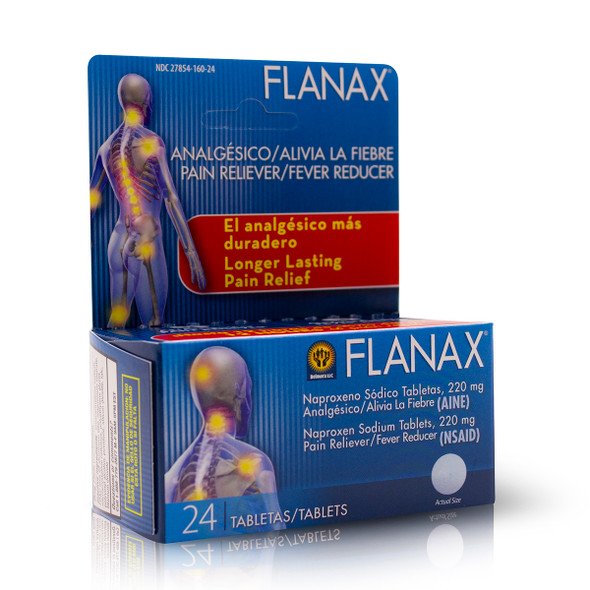 NDC 27854-160-24
FLANAX®
ANALGÉSICO/ALIVIA LA FIEBRE
PAIN RELIEVER/FEVER REDUCER
El analgésico más
duradero
Longer Lasting
Pain Relief
FLANAX®
Naproxeno Sódico Tabletas, 220 mg
Analgésico/Alivia La Fiebre (AINE)
Naproxen Sodium Tablets, 220 mg
Pain Reliever/Fever Reducer (NSAID)
Actual Size
24 TABLETAS/TABLETS